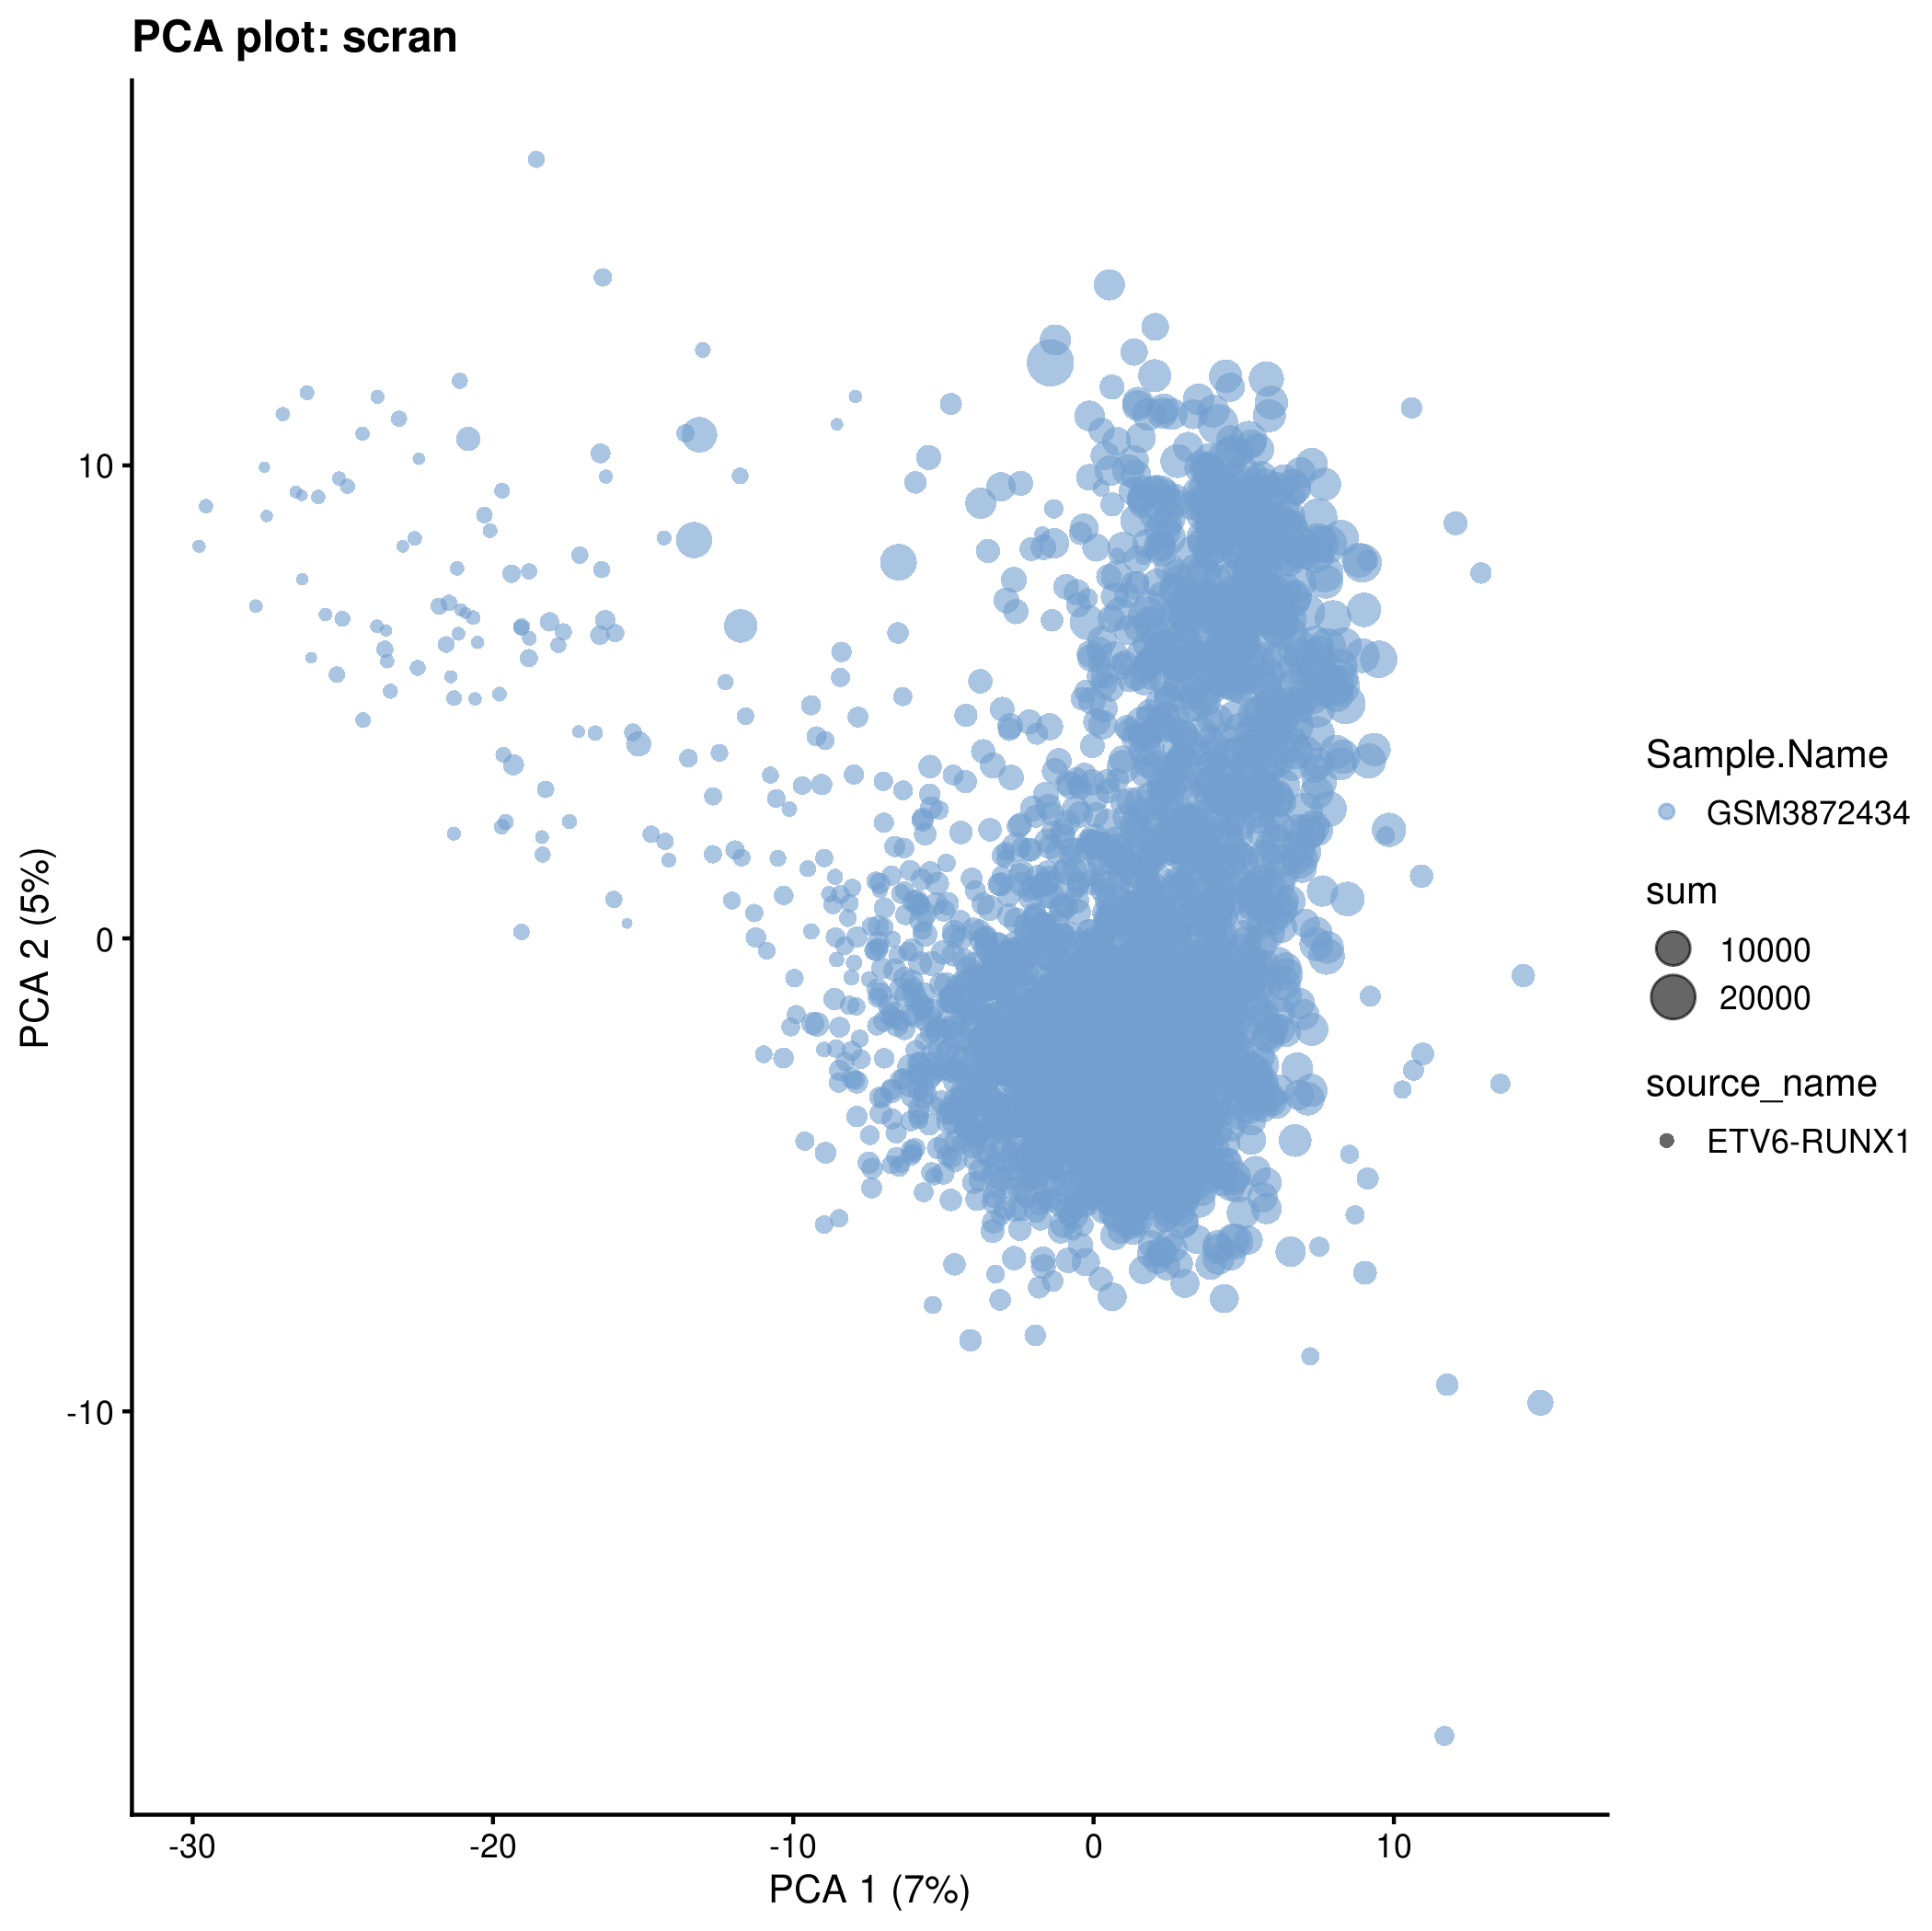 PCA plot: scran
10
0
-10
PCA 2 (5%)
-30
-20
-10
0
10
PCA 1 (7%)
Sample.Name
GSM3872434
sum
10000
20000
source_name
ETV6-RUNX1